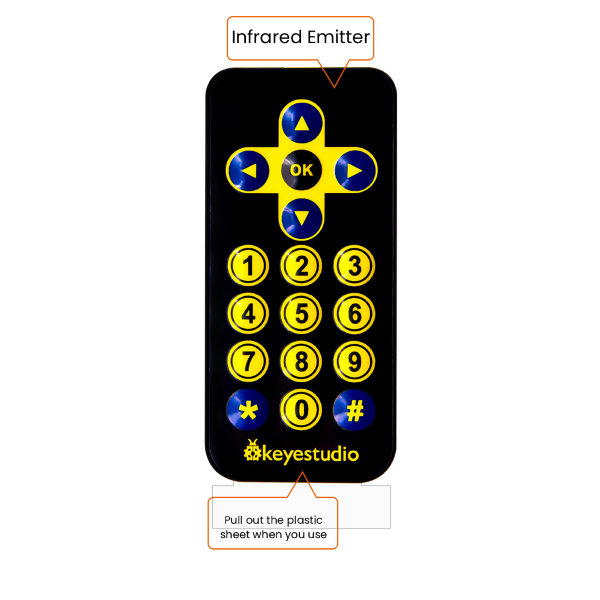 Infrared Emitter
OK
1 2 3
4 5 6
7 8 9
* 0 #
keyestudio
Pull out the plastic
sheet when you use